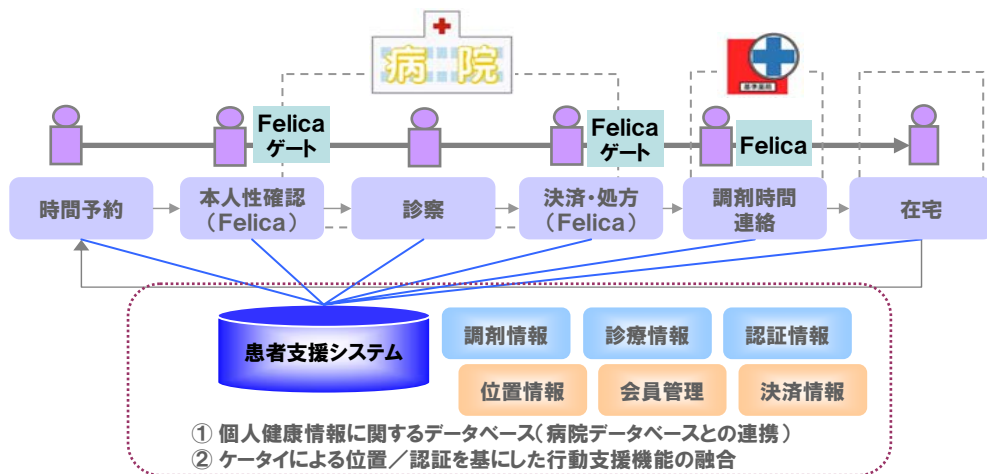 病 院
基準薬局
Felica
ゲート
Felica
ゲート
Felica
時間予約
本人性確認
（Felica）
診察
決済・処方
（Felica）
調剤時間
連絡
在宅
患者支援システム
調剤情報
診療情報
認証情報
位置情報
会員管理
決済情報
① 個人健康情報に関するデータベース（病院データベースとの連携）
② ケータイによる位置／認証を基にした行動支援機能の融合